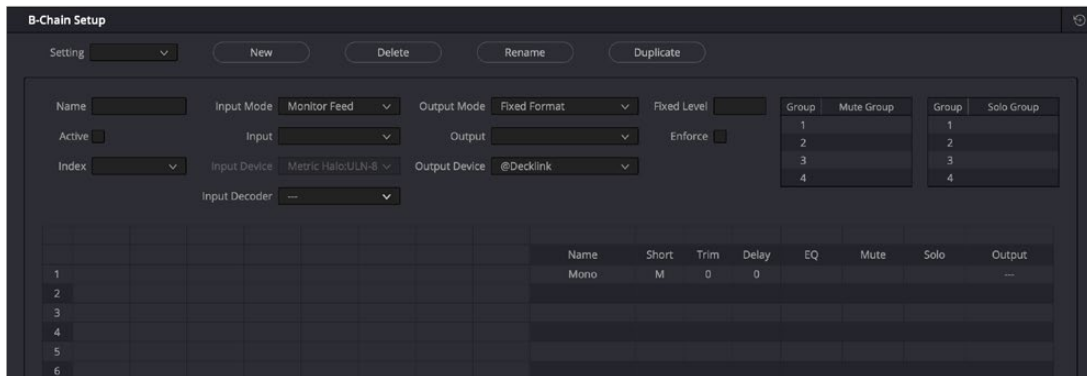 B-Chain Setup
Setting New Delete Rename Duplicate
Name Input Mode Monitor Feed Output Mode Fixed Format Fixed Level Group Mute Group Group Solo Group
1 1
Active Input Output Enforce
2 2
Index Input Device Metric Halo:ULN-8 Output Device @Decklink
3 3
4 4
Input Decoder ---
Name Short Trim Delay EQ Mute Solo Output
1 Mono M 0 0 ---
2
3
4
5
6